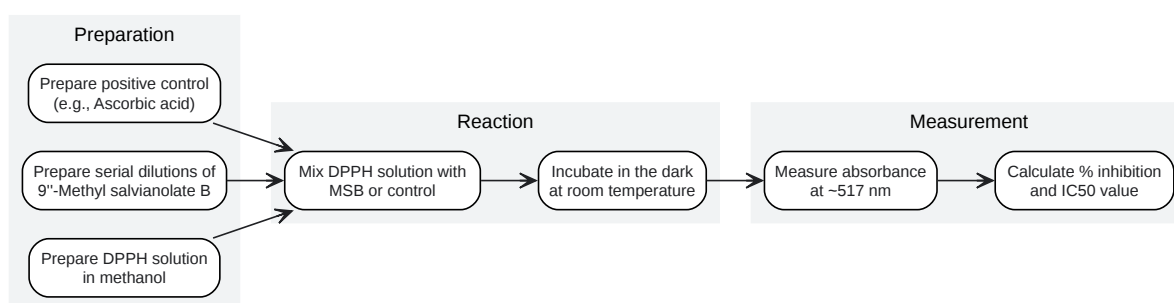 Preparation
Prepare positive control
(e.g., Ascorbic acid)
Prepare serial dilutions of
9''-Methyl salvianolate B
Prepare DPPH solution
in methanol
Reaction
Mix DPPH solution with
MSB or control
Incubate in the dark
at room temperature
Measurement
Measure absorbance
at ~517 nm
Calculate % inhibition
and IC50 value